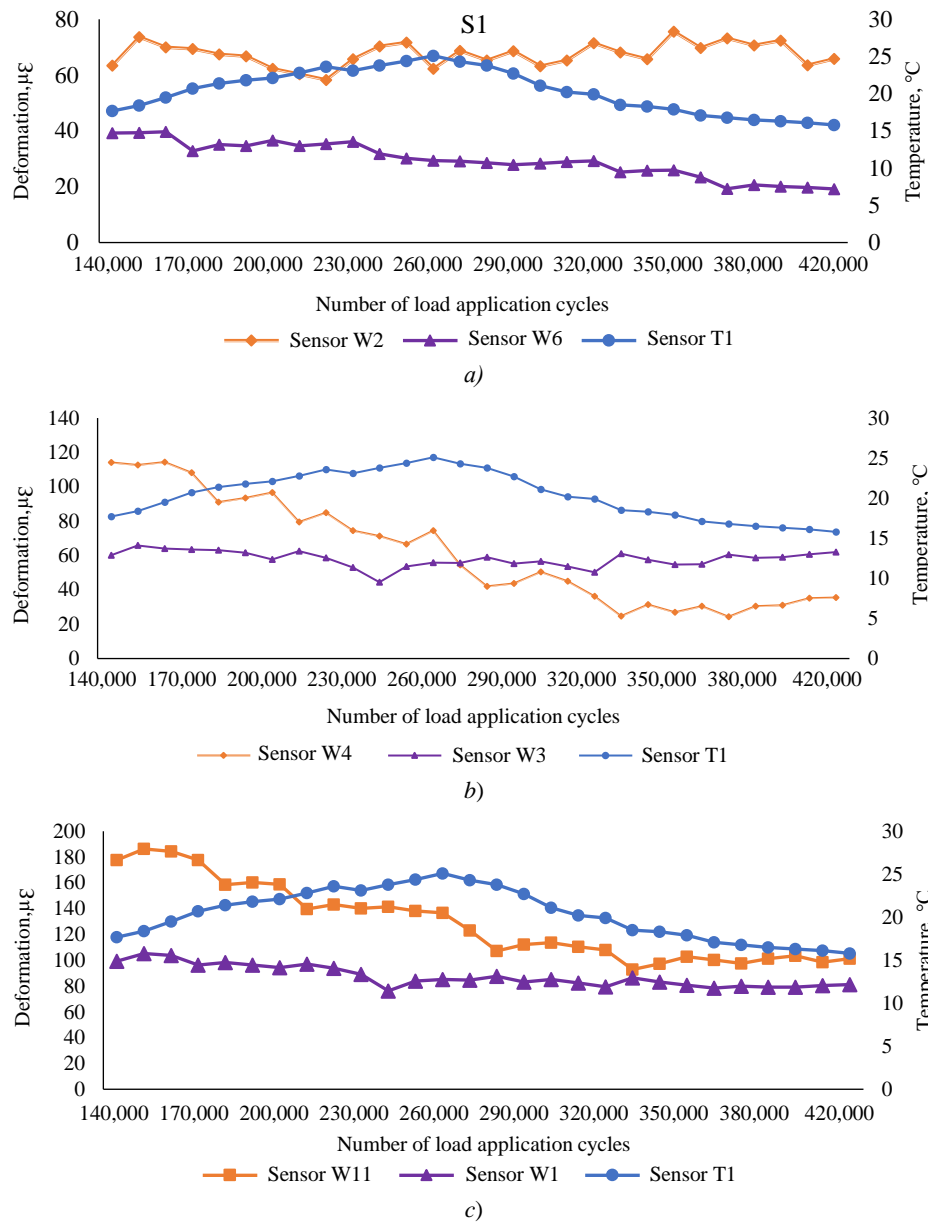 S1
Deformation,µε
Temperature, °C
80
60
40
20
0
30
25
20
15
10
5
0
140,000 170,000 200,000 230,000 260,000 290,000 320,000 350,000 380,000 420,000
Number of load application cycles
Sensor W2 Sensor W6 Sensor T1
a)
Deformation,µε
Temperature, °C
140
120
100
80
60
40
20
0
30
25
20
15
10
5
0
140,000 170,000 200,000 230,000 260,000 290,000 320,000 350,000 380,000 420,000
Number of load application cycles
Sensor W4 Sensor W3 Sensor T1
b)
Deformation,µε
Temperature, °C
200
180
160
140
120
100
80
60
40
20
0
30
25
20
15
10
5
0
140,000 170,000 200,000 230,000 260,000 290,000 320,000 350,000 380,000 420,000
Number of load application cycles
Sensor W11 Sensor W1 Sensor T1
c)